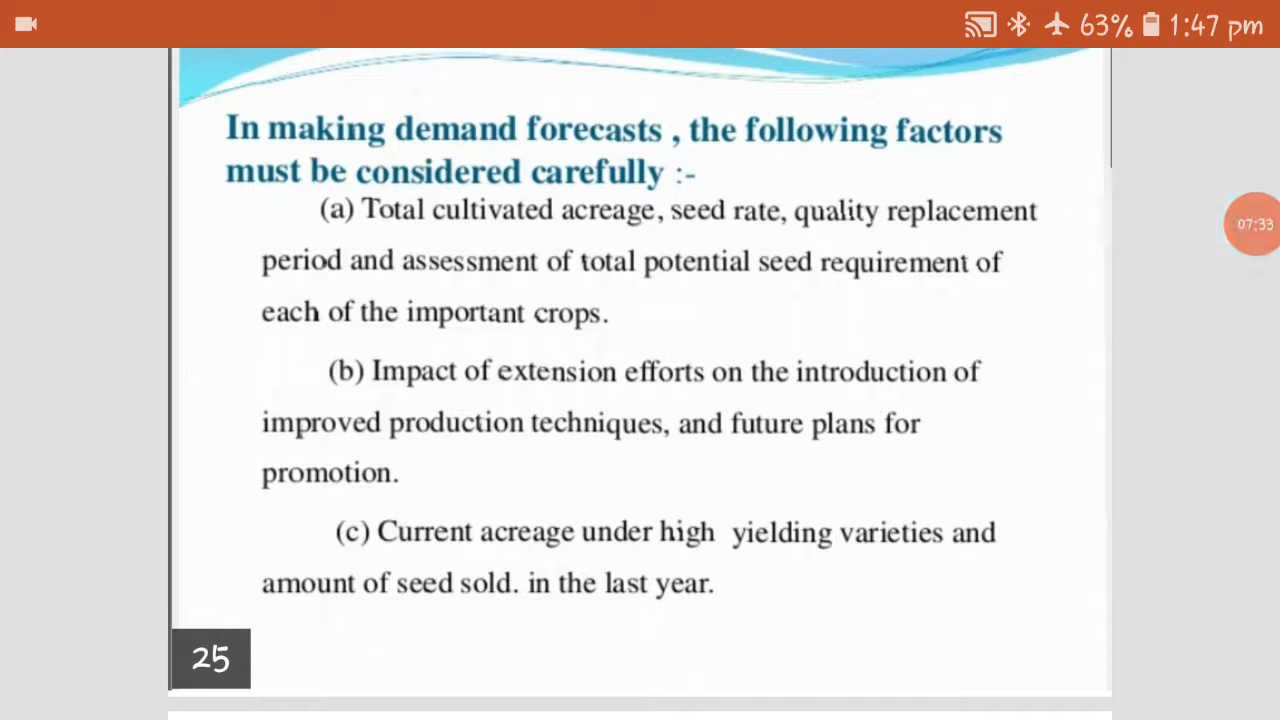 63% 1:47 pm
In making demand forecasts , the following factors
must be considered carefully :-
(a) Total cultivated acreage, seed rate, quality replacement
period and assessment of total potential seed requirement of
each of the important crops.
(b) Impact of extension efforts on the introduction of
improved production techniques, and future plans for
promotion.
(c) Current acreage under high yielding varieties and
amount of seed sold. in the last year.
25
07:33